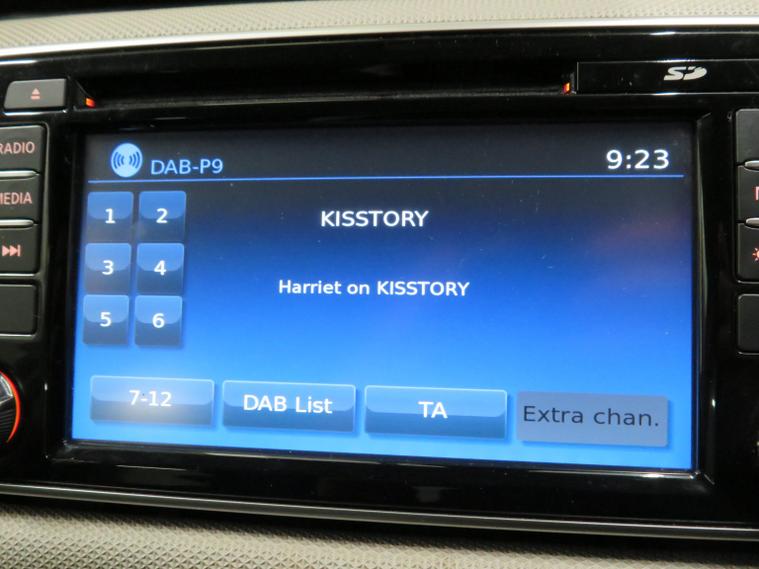 SD
RADIO
DAB-P9
9:23
MEDIA
1
2
KISSTORY
3
4
Harriet on KISSTORY
5
6
7-12
DAB List
TA
Extra chan.